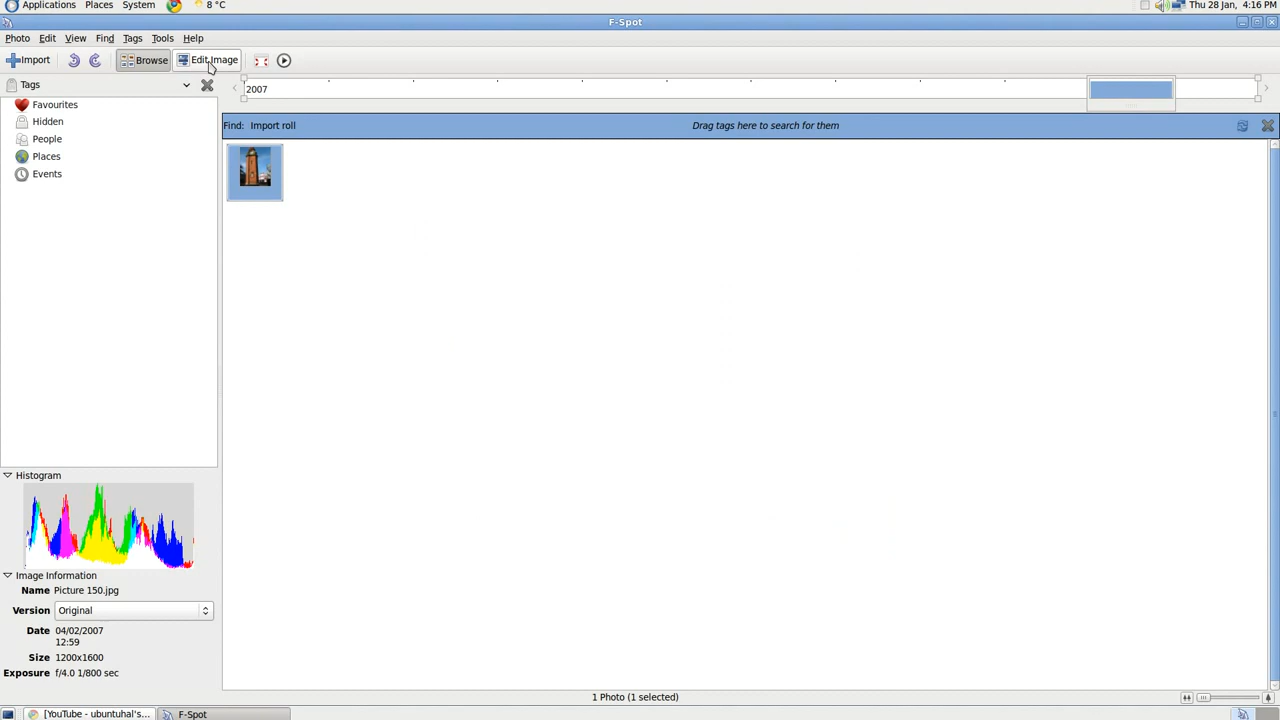 Applications Places System 8 °C Thu 28 Jan, 4:16 PM
F-Spot
Photo Edit View Find Tags Tools Help
Import Browse Edit Image
Tags
2007
Favourites
Hidden
People
Places
Events
Find: Import roll Drag tags here to search for them
Histogram
Image Information
Name Picture 150.jpg
Version Original
Date 04/02/2007
12:59
Size 1200x1600
Exposure f/4.0 1/800 sec
1 Photo (1 selected)
[YouTube - ubuntuhal's... F-Spot